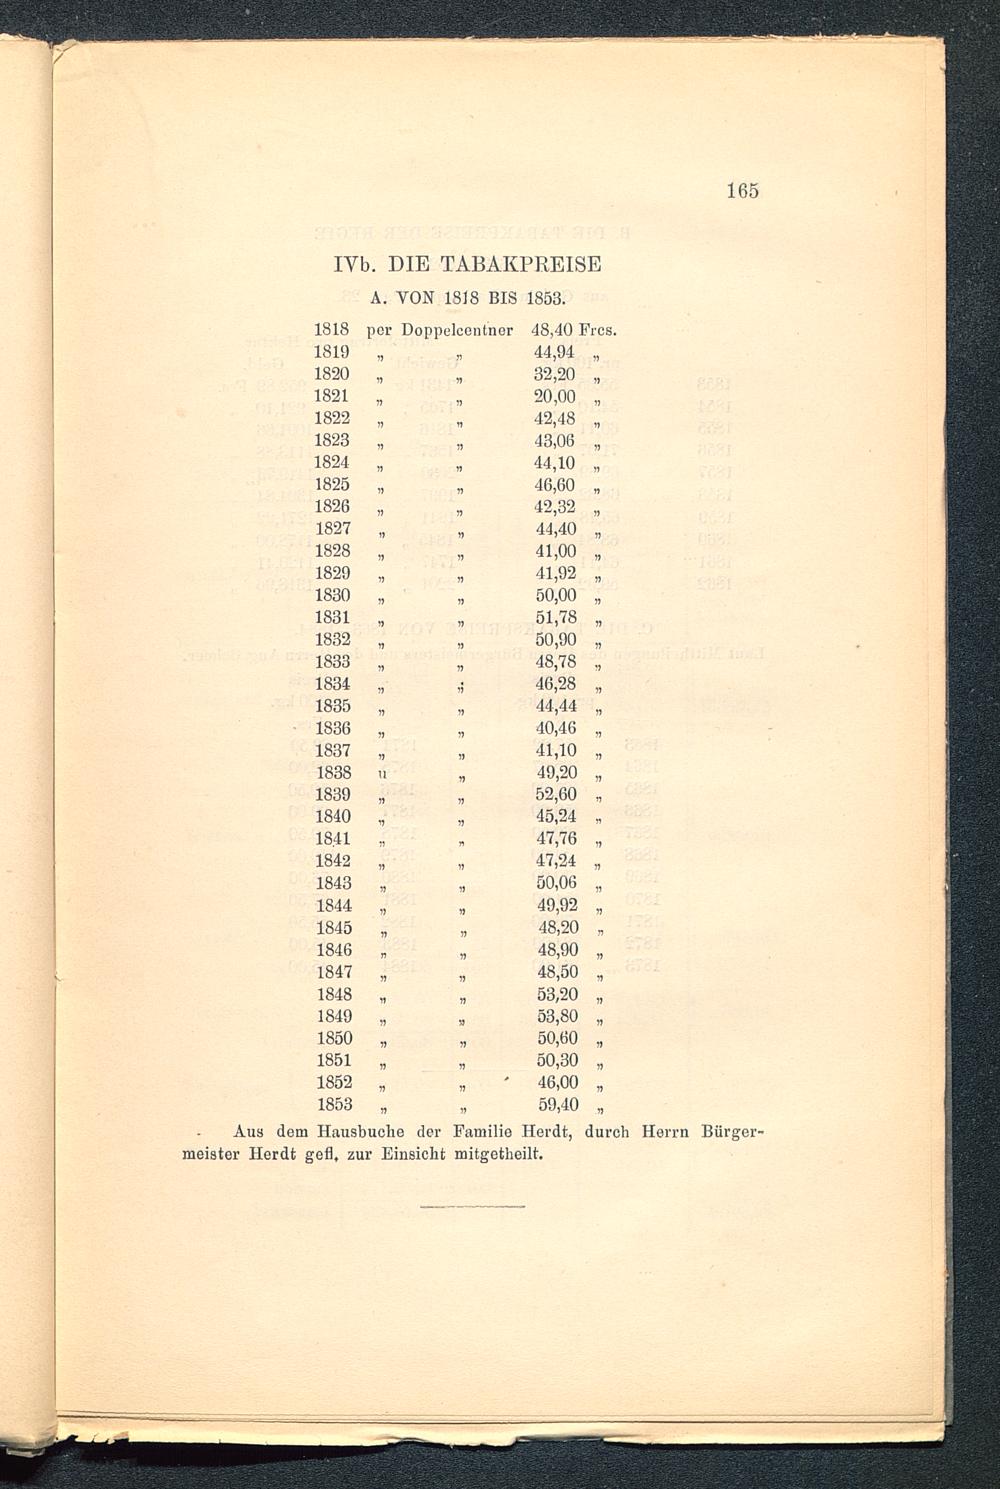 165
IVb. DIE TABAKPREISE
A. VON 1818 BIS 1853.
1818 per Doppelcentner 48,40 Frcs.
1819 „ „ 44,94 „
1820 „ „ 32,20 „
1821 „ „ 20,00 „
1822 „ „ 42,48 „
1823 „ „ 43,06 „
1824 „ „ 44,10 „
1825 „ „ 46,60 „
1826 „ „ 42,32 „
1827 „ „ 44,40 „
1828 „ „ 41,00 „
1829 „ „ 41,92 „
1830 „ „ 50,00 „
1831 „ „ 51,78 „
1832 „ „ 50,90 „
1833 „ „ 48,78 „
1834 „ „ 46,28 „
1835 „ „ 44,44 „
1836 „ „ 40,46 „
1837 „ „ 41,10 „
1838 u „ 49,20 „
1839 „ „ 52,60 „
1840 „ „ 45,24 „
1841 „ „ 47,76 „
1842 „ „ 47,24 „
1843 „ „ 50,06 „
1844 „ „ 49,92 „
1845 „ „ 48,20 „
1846 „ „ 48,90 „
1847 „ „ 48,50 „
1848 „ „ 53,20 „
1849 „ „ 53,80 „
1850 „ „ 50,60 „
1851 „ „ 50,30 „
1852 „ „ 46,00 „
1853 „ „ 59,40 „
Aus dem Hausbuche der Familie Herdt, durch Herrn Bürger-
meister Herdt gefl. zur Einsicht mitgetheilt.